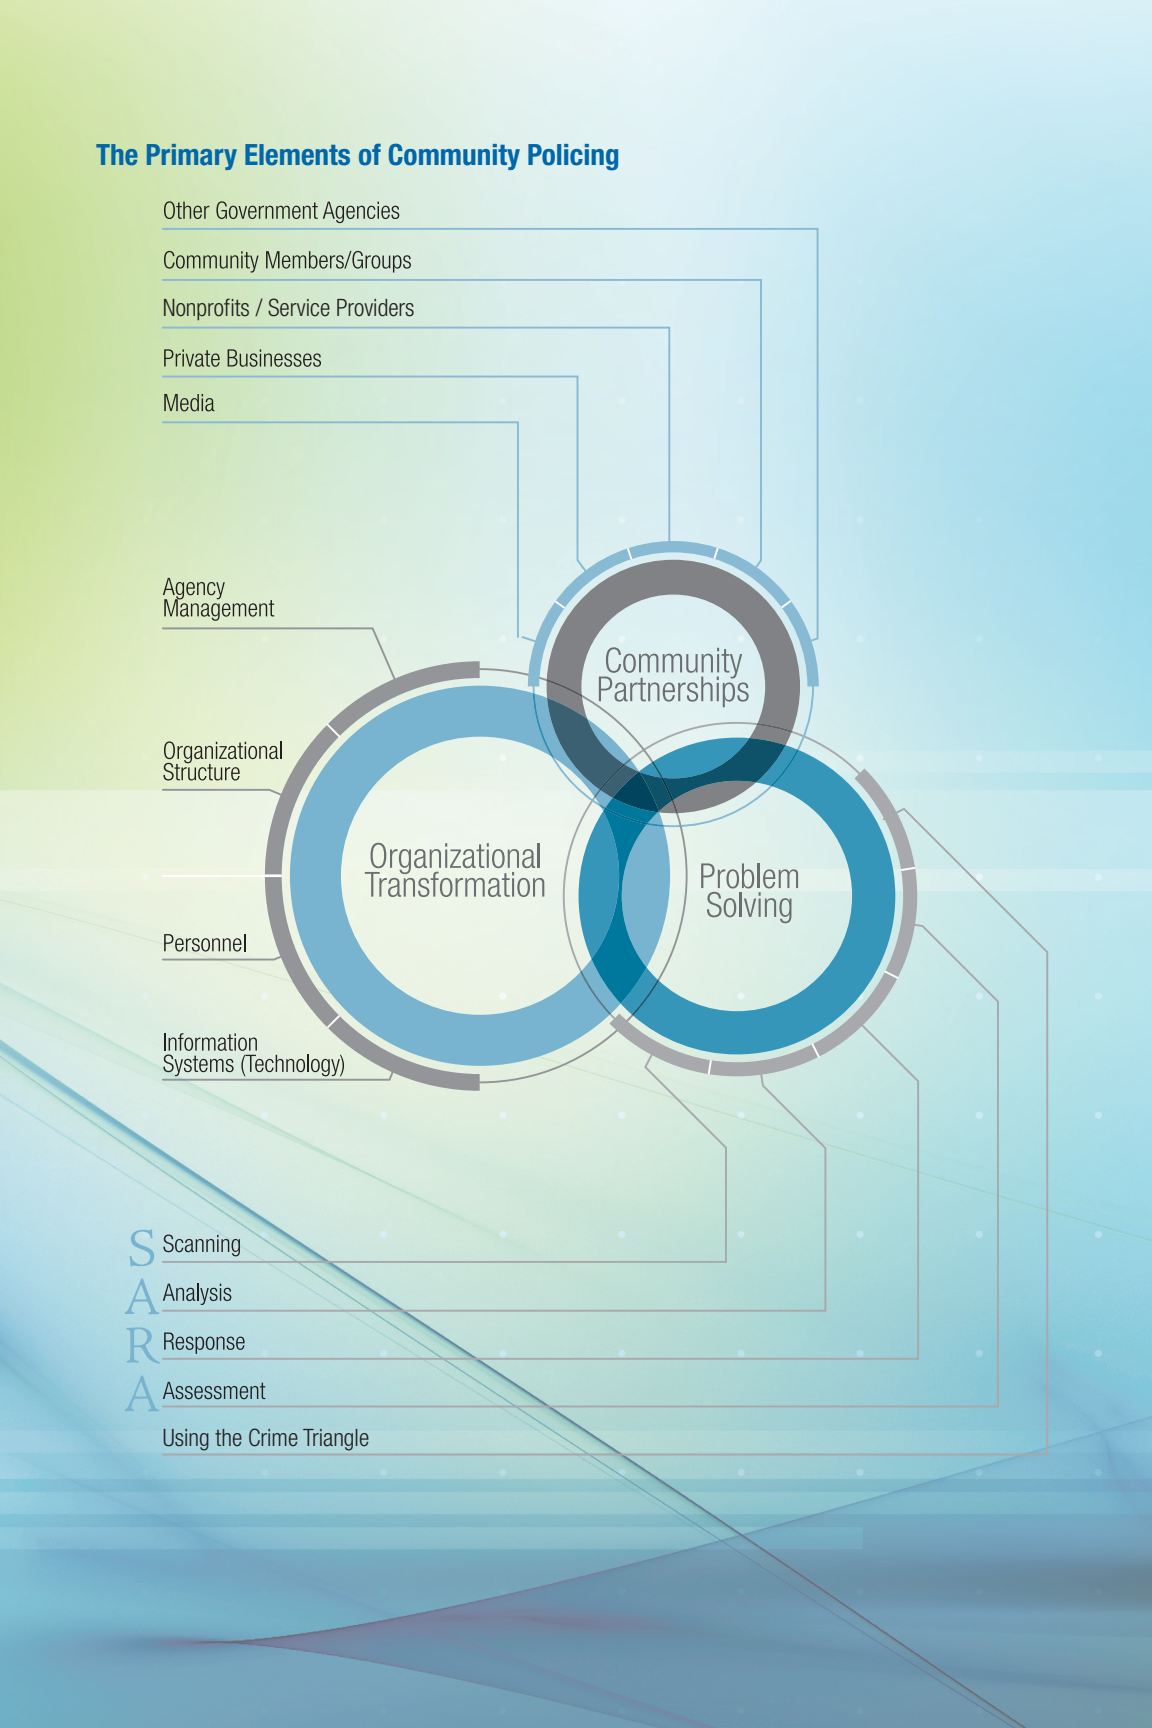 The Primary Elements of Community Policing
Other Government Agencies
Community Members/Groups
Nonprofits / Service Providers
Private Businesses
Media
Agency
Management
Community
Partnerships
Organizational
Structure
Organizational
Transformation
Problem
Solving
Personnel
Information
Systems (Technology)
S Scanning
A Analysis
R Response
A Assessment
Using the Crime Triangle